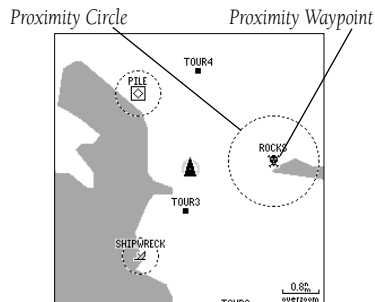 Proximity Circle Proximity Waypoint
TOUR4
PILE
ROCKS
TOUR3
SHIPWRECK
0.8
overzoom